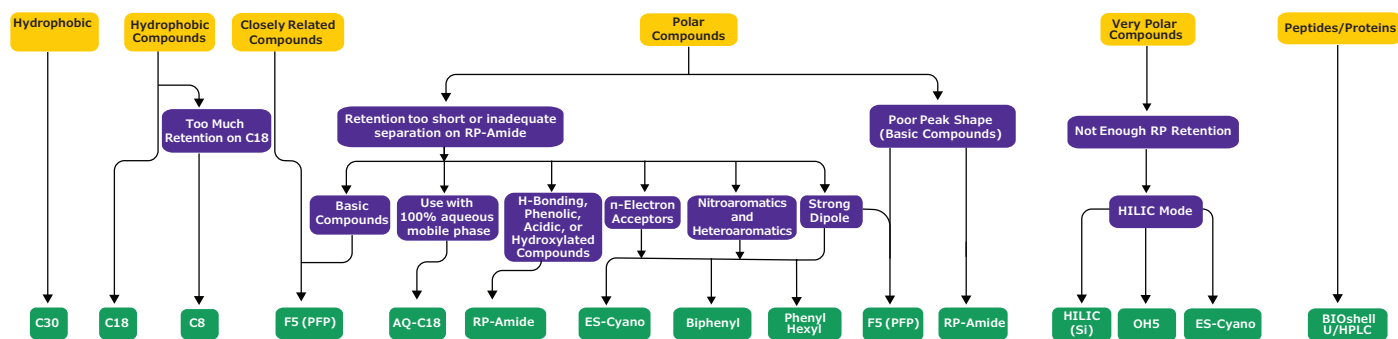 Hydrophobic
Hydrophobic
Compounds
Closely Related
Compounds
Polar
Compounds
Very Polar
Compounds
Peptides/Proteins
Too Much
Retention on C18
Retention too short or inadequate
separation on RP-Amide
Poor Peak Shape
(Basic Compounds)
Not Enough RP Retention
Basic
Compounds
Use with
100% aqueous
mobile phase
H-Bonding,
Phenolic,
Acidic, or
Hydroxylated
Compounds
π-Electron
Acceptors
Nitroaromatics
and
Heteroaromatics
Strong
Dipole
HILIC Mode
C30
C18
C8
F5 (PFP)
AQ-C18
RP-Amide
ES-Cyano
Biphenyl
Phenyl
Hexyl
F5 (PFP)
RP-Amide
HILIC
(Si)
OH5
ES-Cyano
BIOshell
U/HPLC